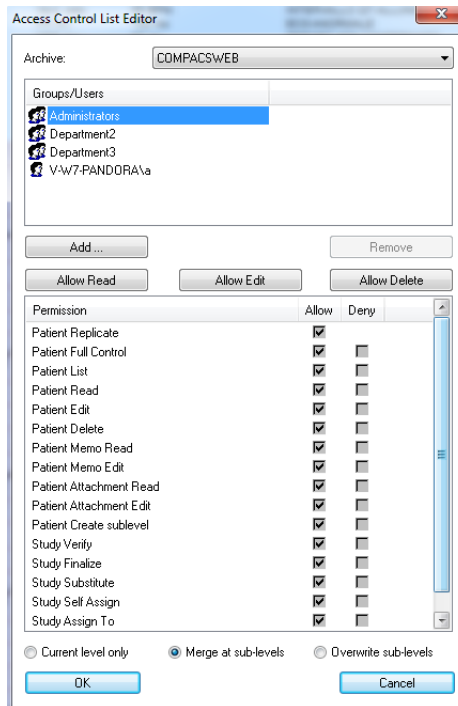 Access Control List Editor
Archive: COMPACSWEB
Groups/Users
Administrators
Department2
Department3
V-W7-PANDORA\a
Add ... Remove
Allow Read Allow Edit Allow Delete
Permission Allow Deny
Patient Replicate
Patient Full Control
Patient List
Patient Read
Patient Edit
Patient Delete
Patient Memo Read
Patient Memo Edit
Patient Attachment Read
Patient Attachment Edit
Patient Create sublevel
Study Verify
Study Finalize
Study Substitute
Study Self Assign
Study Assign To
Current level only Merge at sub-levels Overwrite sub-levels
OK Cancel